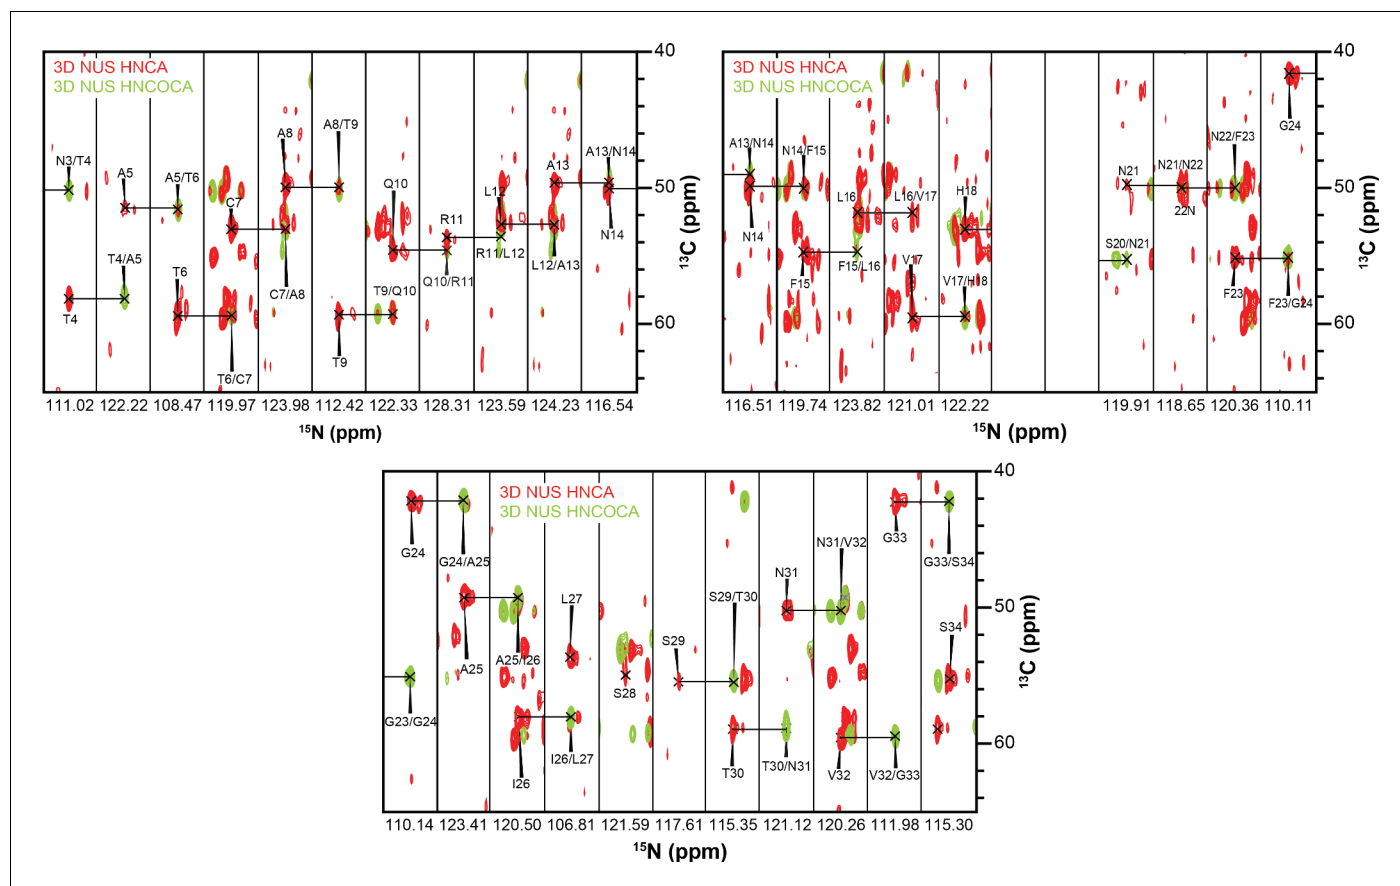 3D NUS HNCA
3D NUS HNCOCA
N3/T4
A5
A5/T6
A8
A8/T9
Q10
A13
A13/N14
C7
R11
L12
T4/A5
T6
R11/L12
N14
Q10/R11
L12/A13
C7/A8
T9/Q10
T4
T9
T6/C7
40
50
60
13C (ppm)
111.02 122.22 108.47 119.97 123.98 112.42 122.33 128.31 123.59 124.23 116.54
15N (ppm)
3D NUS HNCA
3D NUS HNCOCA
A13/N14
N14/F15
L16
L16/V17
H18
N21
N21/N22
N22/F23
G24
N14
22N
F15
F15/L16
V17
V17/H18
S20/N21
F23
F23/G24
40
50
60
13C (ppm)
116.51 119.74 123.82 121.01 122.22 119.91 118.65 120.36 110.11
15N (ppm)
3D NUS HNCA
3D NUS HNCOCA
G24
G24/A25
N31/V32
G33
G33/S34
L27
S29/T30
N31
S29
S34
A25
A25/I26
S28
G23/G24
I26
I26/L27
T30
T30/N31
V32
V32/G33
40
50
60
13C (ppm)
110.14 123.41 120.50 106.81 121.59 117.61 115.35 121.12 120.26 111.98 115.30
15N (ppm)